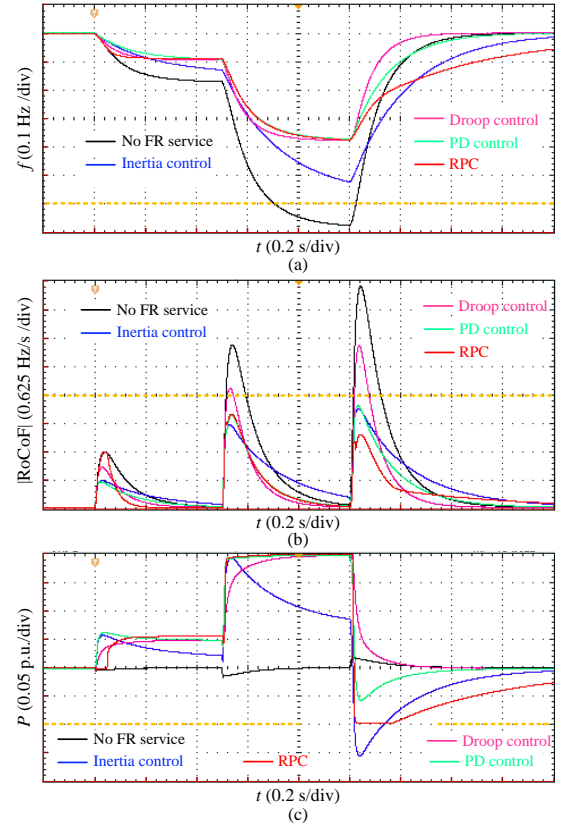 f (0.1 Hz /div)
No FR service
Inertia control
Droop control
PD control
RPC
t (0.2 s/div)
(a)
|RoCoF| (0.625 Hz/s /div)
No FR service
Inertia control
Droop control
PD control
RPC
t (0.2 s/div)
(b)
P (0.05 p.u./div)
No FR service
Inertia control
RPC
Droop control
PD control
t (0.2 s/div)
(c)